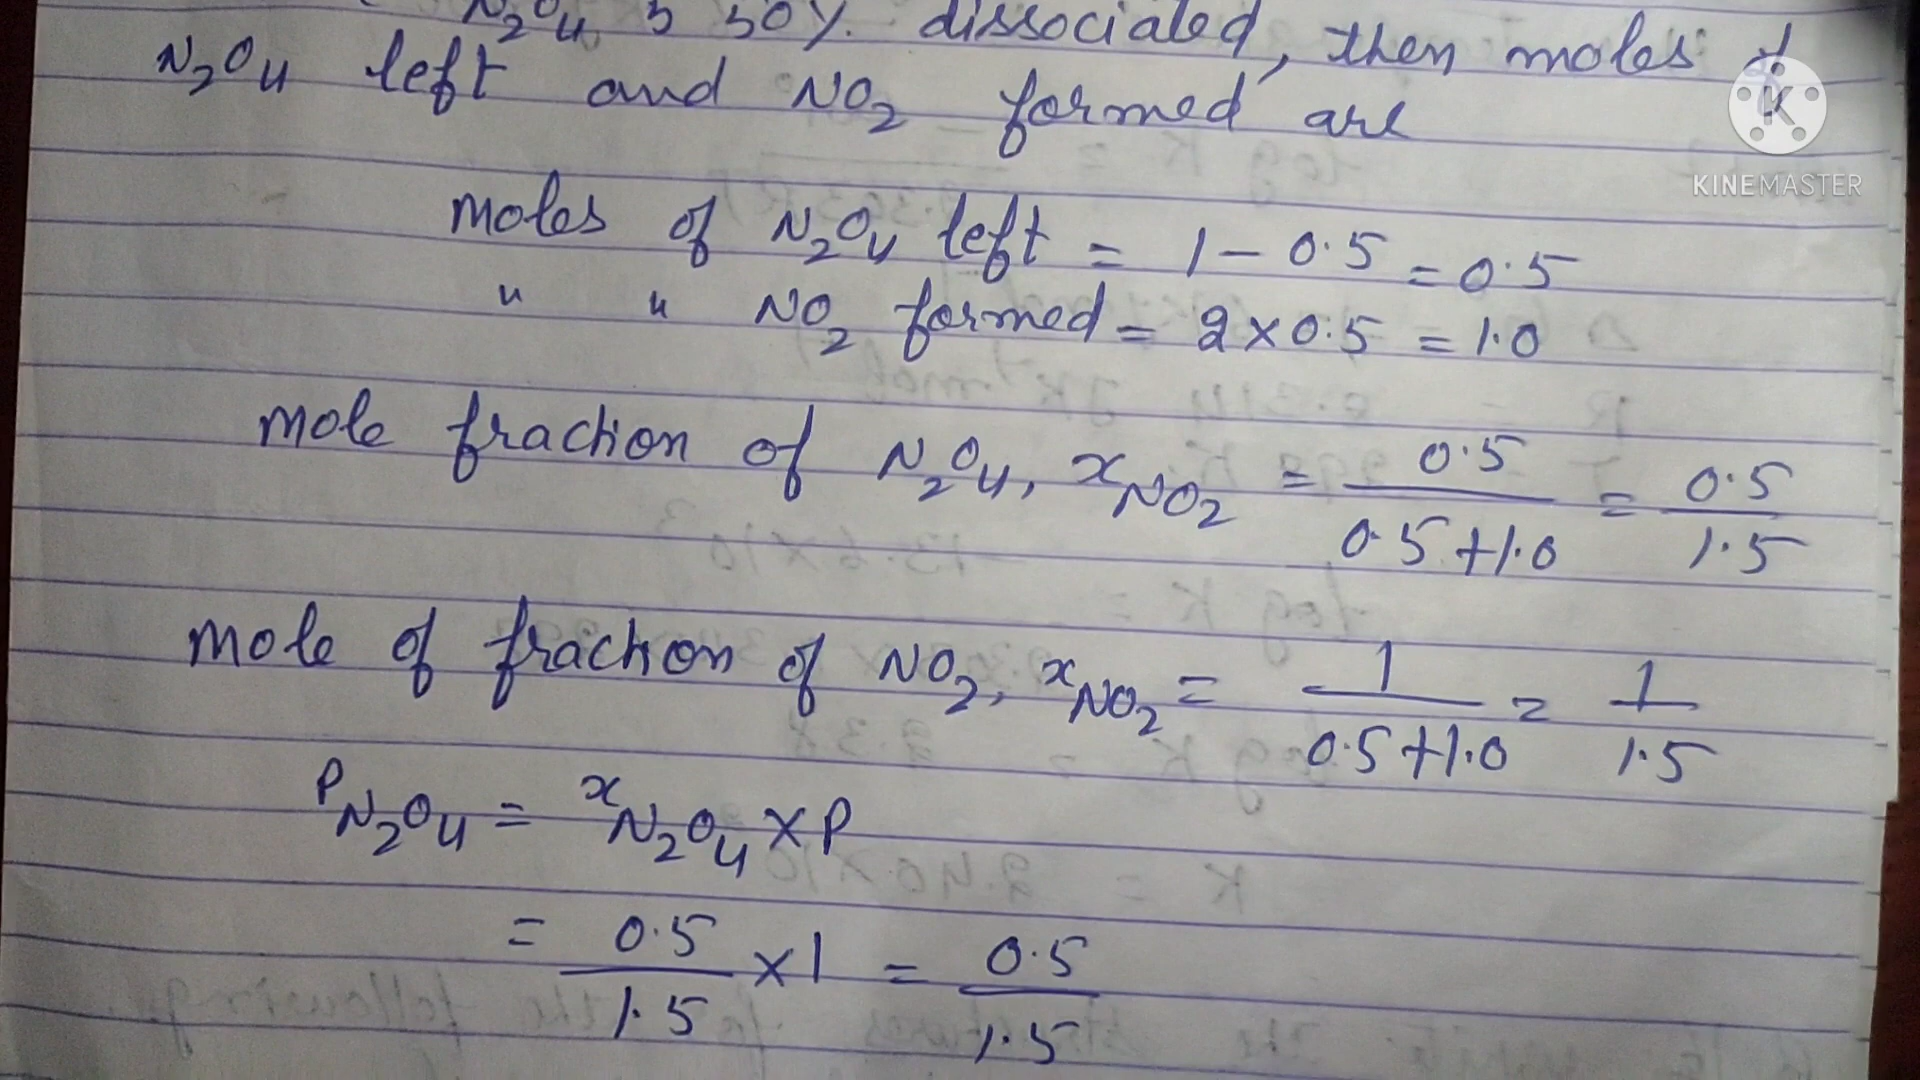 N2O4 is 50% dissociated, then moles of
N2O4 left and NO2 formed are
KINEMASTER
moles of N2O4 left = 1 - 0.5 = 0.5
" " NO2 formed = 2 × 0.5 = 1.0
mole fraction of N2O4, xNO2 = 0.5/0.5+1.0 = 0.5/1.5
mole of fraction of NO2, xNO2 = 1/0.5+1.0 = 1/1.5
PN2O4 = xN2O4 × P
= 0.5/1.5 × 1 = 0.5/1.5